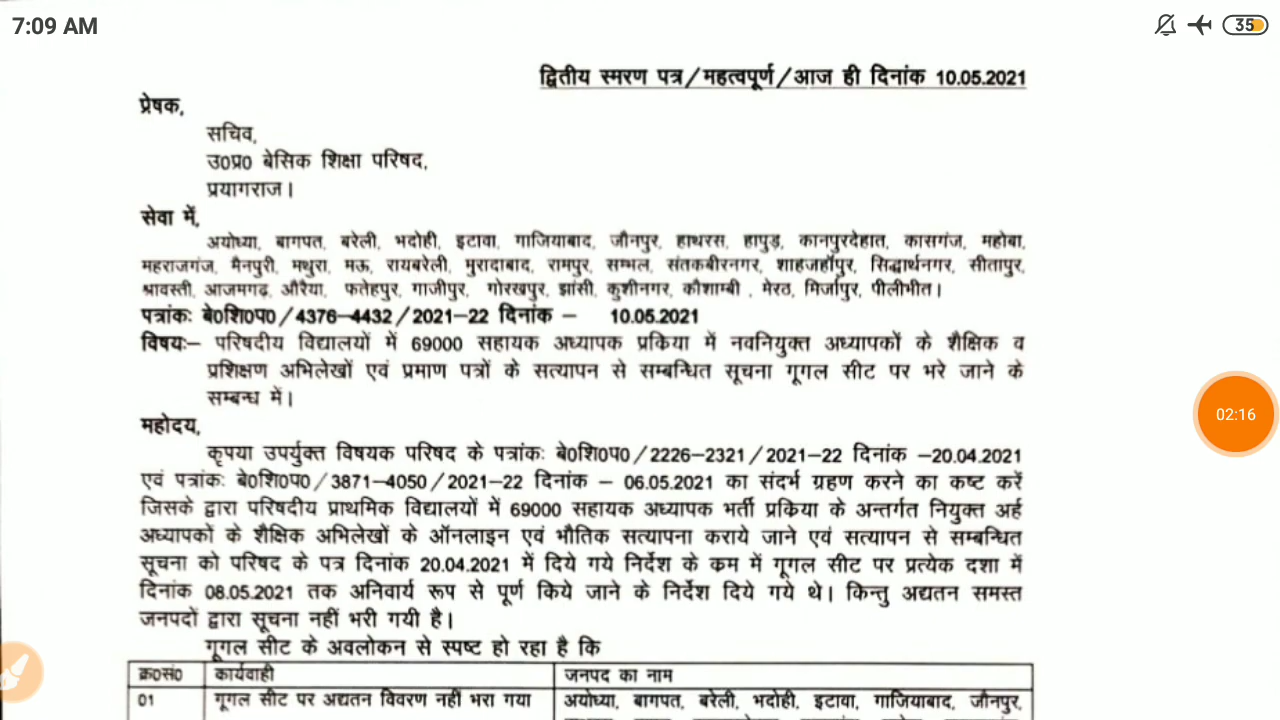 7:09 AM
35
द्वितीय स्मरण पत्र/महत्वपूर्ण/आज ही दिनांक 10.05.2021
प्रेषक,
सचिव,
उ0प्र0 बेसिक शिक्षा परिषद,
प्रयागराज।
सेवा में,
अयोध्या, बागपत, बरेली, भदोही, इटावा, गाजियाबाद, जौनपुर, हाथरस, हापुड़, कानपुरदेहात, कासगंज, महोबा,
महराजगंज, मैनपुरी, मथुरा, मऊ, रायबरेली, मुरादाबाद, रामपुर, सम्भल, संतकबीरनगर, शाहजहाँपुर, सिद्धार्थनगर, सीतापुर,
श्रावस्ती, आजमगढ़, औरैया, फतेहपुर, गाजीपुर, गोरखपुर, झांसी, कुशीनगर, कौशाम्बी , मेरठ, मिर्जापुर, पीलीभीत।
पत्रांकः बे0शि0प0/4376-4432/2021-22 दिनांक - 10.05.2021
विषयः- परिषदीय विद्यालयों में 69000 सहायक अध्यापक प्रकिया में नवनियुक्त अध्यापकों के शैक्षिक व
प्रशिक्षण अभिलेखों एवं प्रमाण पत्रों के सत्यापन से सम्बन्धित सूचना गूगल सीट पर भरे जाने के
सम्बन्ध में।
महोदय,
कृपया उपर्युक्त विषयक परिषद के पत्रांकः बे0शि0प0/2226-2321/2021-22 दिनांक -20.04.2021
एवं पत्रांकः बे0शि0प0/3871-4050/2021-22 दिनांक - 06.05.2021 का संदर्भ ग्रहण करने का कष्ट करें
जिसके द्वारा परिषदीय प्राथमिक विद्यालयों में 69000 सहायक अध्यापक भर्ती प्रकिया के अन्तर्गत नियुक्त अर्ह
अध्यापकों के शैक्षिक अभिलेखों के ऑनलाइन एवं भौतिक सत्यापना कराये जाने एवं सत्यापन से सम्बन्धित
सूचना को परिषद के पत्र दिनांक 20.04.2021 में दिये गये निर्देश के कम में गूगल सीट पर प्रत्येक दशा में
दिनांक 08.05.2021 तक अनिवार्य रूप से पूर्ण किये जाने के निर्देश दिये गये थे। किन्तु अद्यतन समस्त
जनपदों द्वारा सूचना नहीं भरी गयी है।
गूगल सीट के अवलोकन से स्पष्ट हो रहा है कि
क्र0सं0 कार्यवाही जनपद का नाम
01 गूगल सीट पर अद्यतन विवरण नहीं भरा गया अयोध्या, बागपत, बरेली, भदोही, इटावा, गाजियाबाद, जौनपुर,
02:16